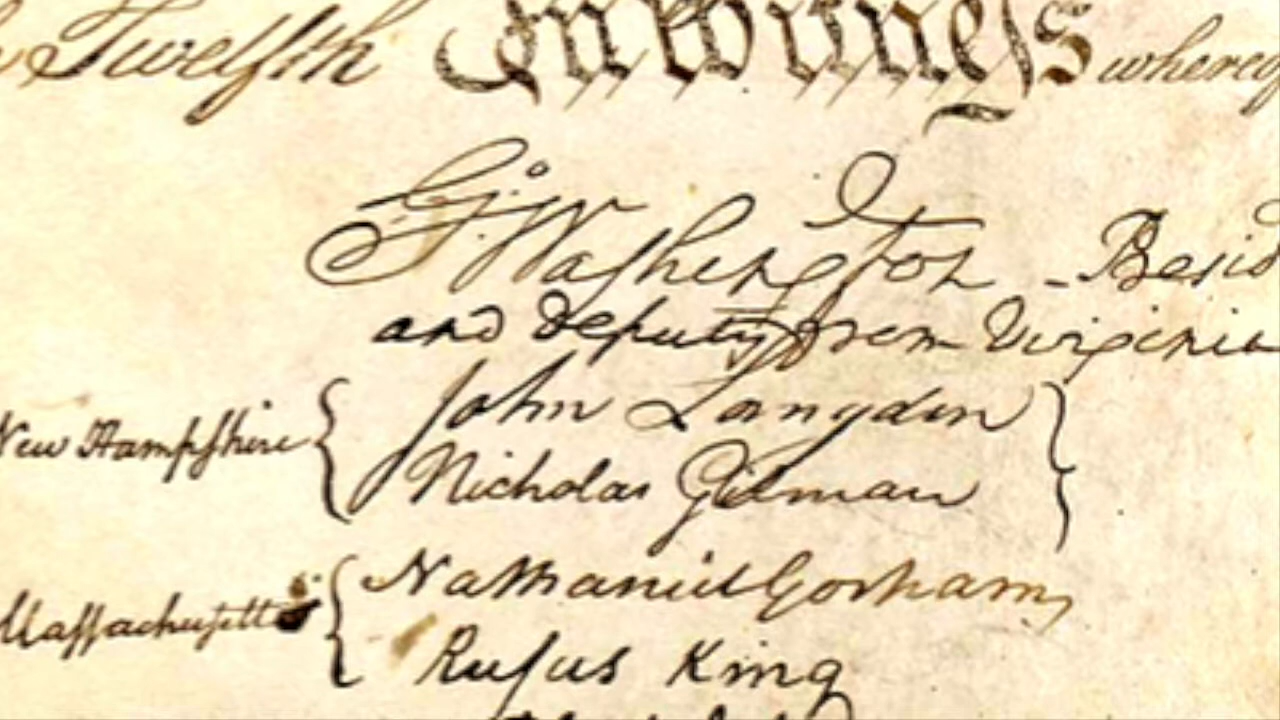 Twelfth In Witness whereof
G.º Washington - Presid
and deputy from Virginia
New Hampshire { John Langdon }
Nicholas Gilman
Massachusetts { Nathaniel Gorham
Rufus King